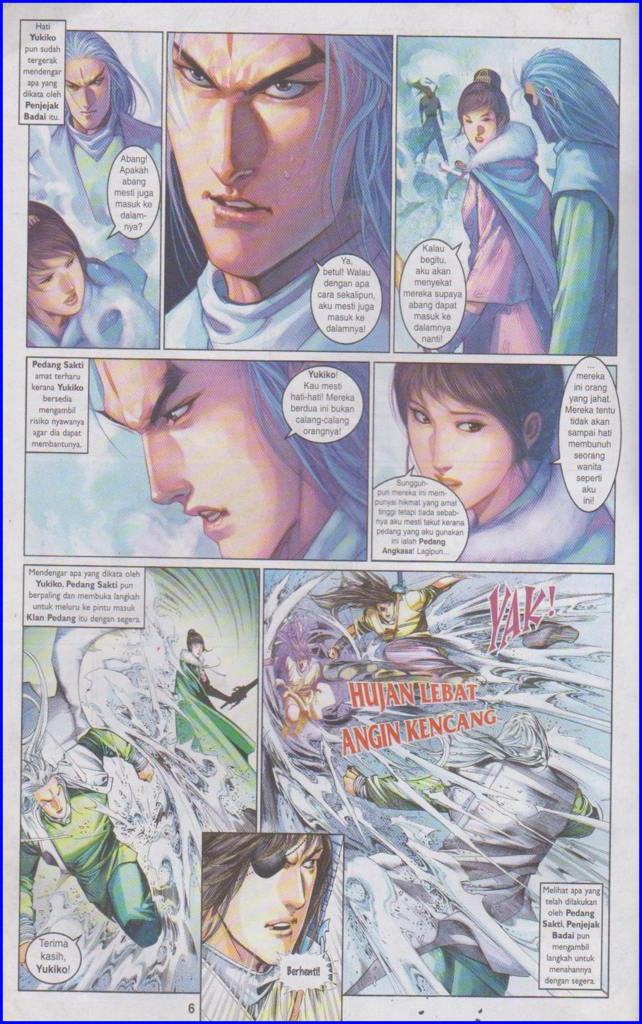 Hati
Yukiko
pun sudah
tergerak
mendengar
apa yang
dikata oleh
Penjejak
Badai itu.
Abang!
Apakah
abang
mesti juga
masuk ke
dalam-
nya?
Ya,
betul! Walau
dengan apa
cara sekalipun,
aku mesti juga
masuk ke
dalamnya!
Kalau
begitu,
aku akan
menyekat
mereka supaya
abang dapat
masuk ke
dalamnya
nanti!
Pedang Sakti
amat terharu
kerana Yukiko
bersedia
mengambil
risiko nyawanya
agar dia dapat
membantunya.
Yukiko!
Kau mesti
hati-hati! Mereka
berdua ini bukan
calang-calang
orangnya!
Sungguh-
pun mereka ini mem-
punyai hikmat yang amat
tinggi tetapi tiada sebab-
nya aku mesti takut kerana
pedang yang aku gunakan
ini ialah Pedang
Angkasa! Lagipun...
...
mereka
ini orang
yang jahat.
Mereka tentu
tidak akan
sampai hati
membunuh
seorang
wanita
seperti
aku
ini!
Mendengar apa yang dikata oleh
Yukiko, Pedang Sakti pun
berpaling dan membuka langkah
untuk meluru ke pintu masuk
Klan Pedang itu dengan segera.
Terima
kasih,
Yukiko!
YAK!
HUJAN LEBAT
ANGIN KENCANG
Berhenti!
Melihat apa yang
telah dilakukan
oleh Pedang
Sakti, Penjejak
Badai pun
mengambil
langkah untuk
menahannya
dengan segera.
6